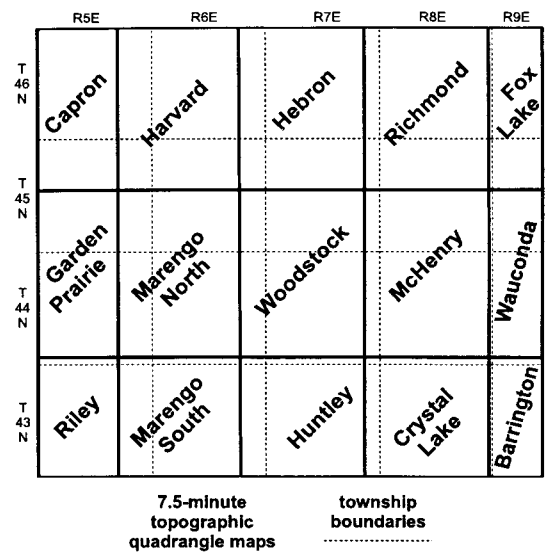 R5E R6E R7E R8E R9E
T
46
N
Capron
Harvard
Hebron
Richmond
Fox
Lake
T
45
N
Garden
Prairie
Marengo
North
Woodstock
McHenry
Wauconda
T
44
N
T
43
N
Riley
Marengo
South
Huntley
Crystal
Lake
Barrington
7.5-minute
topographic
quadrangle maps
township
boundaries